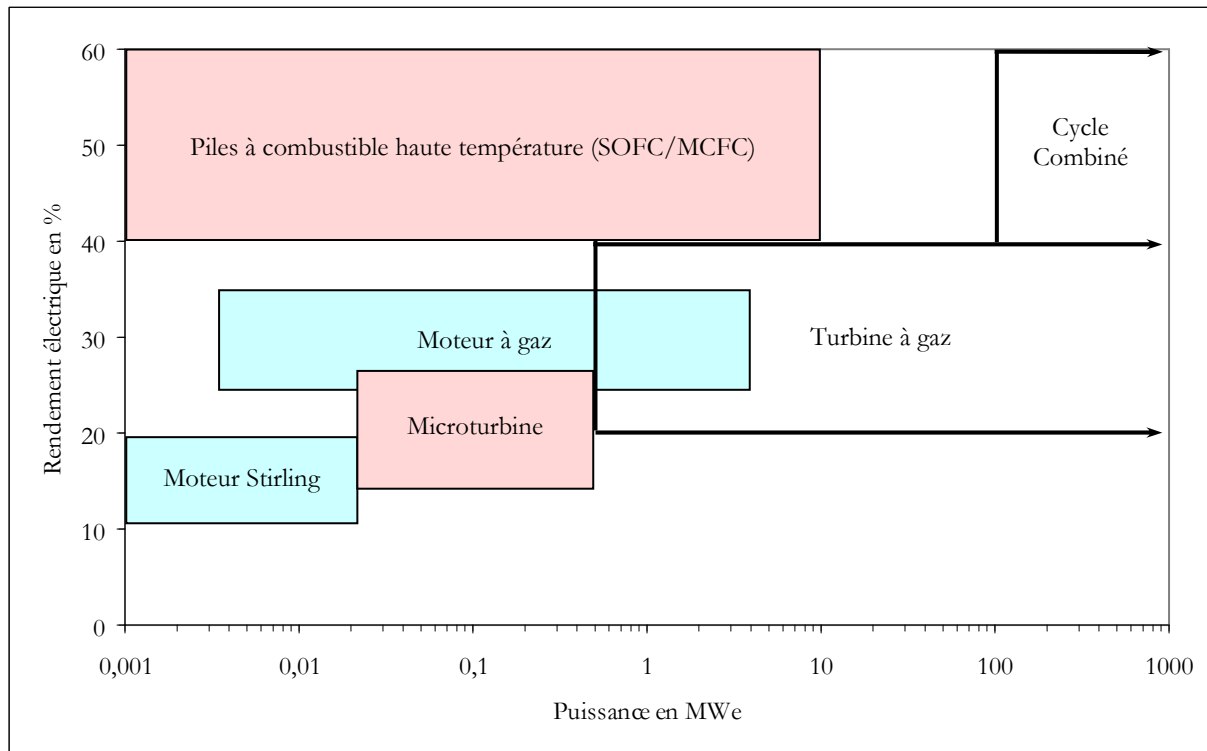 60
50
40
30
20
10
0
Rendement électrique en %
Piles à combustible haute température (SOFC/MCFC)
Cycle
Combiné
Moteur à gaz
Turbine à gaz
Microturbine
Moteur Stirling
0,001
0,01
0,1
1
10
100
1000
Puissance en MWe